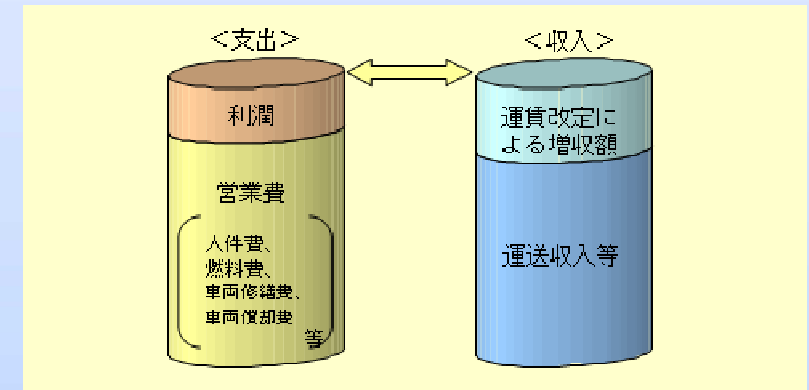 ＜支出＞
利潤
営業費
人件費、
燃料費、
車両修繕費、
車両償却費
等
＜収入＞
運賃改定に
よる増収額
運送収入等